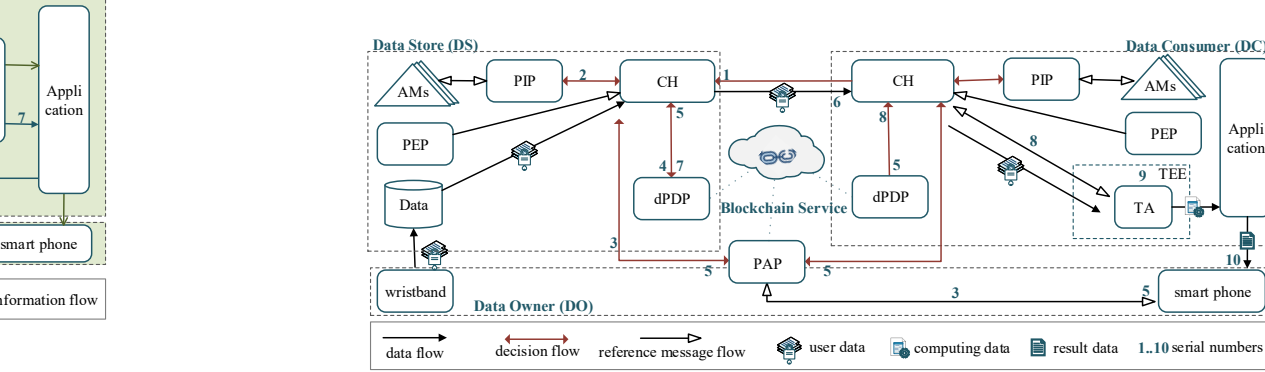 Appli
cation
7
smart phone
nformation flow
Data Store (DS)
AMs
PIP
2
CH
1
PEP
5
4 7
dPDP
Data
3
5
wristband
Data Owner (DO)
6
Blockchain Service
PAP
5
3
5
Data Consumer (DC)
CH
PIP
AMs
8
5
dPDP
PEP
8
9 TEE
TA
Appli
cation
10
smart phone
data flow
decision flow
reference message flow
user data
computing data
result data
1..10 serial numbers